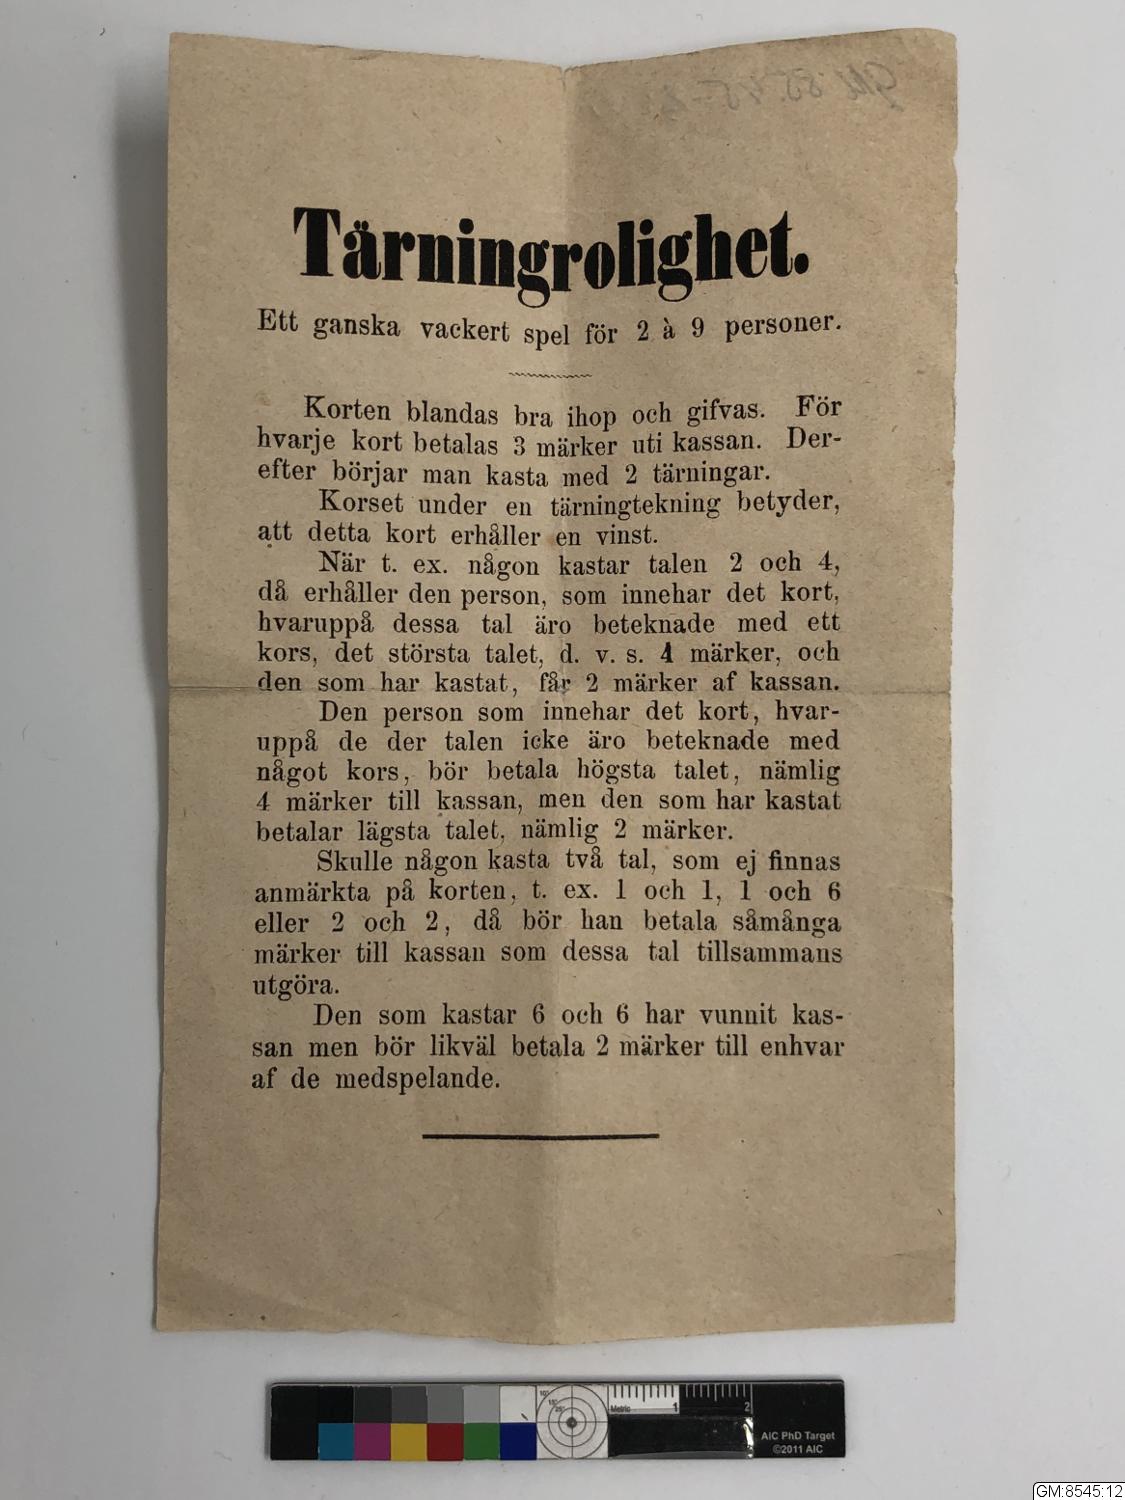 Tärningrolighet.
Ett ganska vackert spel för 2 à 9 personer.
Korten blandas bra ihop och gifvas. För
hvarje kort betalas 3 märker uti kassan. Der-
efter börjar man kasta med 2 tärningar.
Korset under en tärningtekning betyder,
att detta kort erhåller en vinst.
När t. ex. någon kastar talen 2 och 4,
då erhåller den person, som innehar det kort,
hvaruppå dessa tal äro beteknade med ett
kors, det största talet, d. v. s. 4 märker, och
den som har kastat, får 2 märker af kassan.
Den person som innehar det kort, hvar-
uppå de der talen icke äro beteknade med
något kors, bör betala högsta talet, nämlig
4 märker till kassan, men den som har kastat
betalar lägsta talet, nämlig 2 märker.
Skulle någon kasta två tal, som ej finnas
anmärkta på korten, t. ex. 1 och 1, 1 och 6
eller 2 och 2, då bör han betala såmånga
märker till kassan som dessa tal tillsammans
utgöra.
Den som kastar 6 och 6 har vunnit kas-
san men bör likväl betala 2 märker till enhvar
af de medspelande.
10°
15°
25°
Metric
1
2
AIC PhD Target
©2011 AIC
GM:8545:12